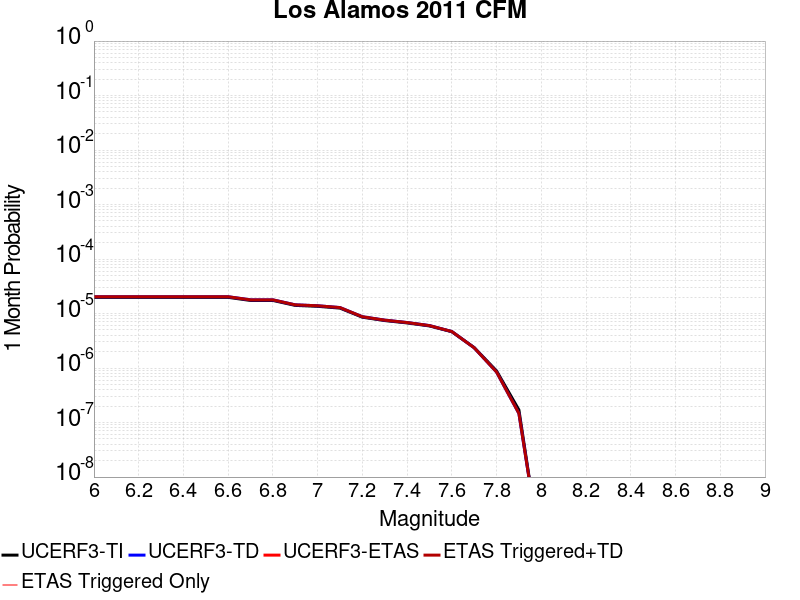 Los Alamos 2011 CFM
10^0
10^-1
10^-2
10^-3
10^-4
10^-5
10^-6
10^-7
10^-8
1 Month Probability
6 6.2 6.4 6.6 6.8 7 7.2 7.4 7.6 7.8 8 8.2 8.4 8.6 8.8 9
Magnitude
UCERF3-TI UCERF3-TD UCERF3-ETAS ETAS Triggered+TD
ETAS Triggered Only